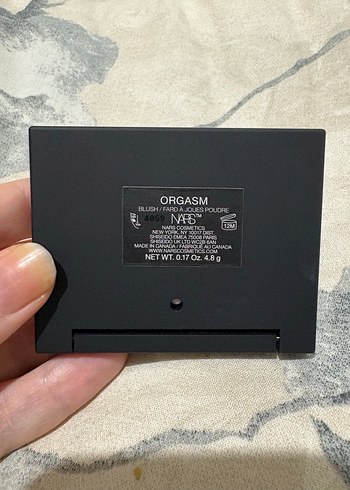 ORGASM
BLUSH / FARD À JOUES POUDRE
4059 NARS™ 12M
NARS COSMETICS
NEW YORK, NY 10017 DIST.
SHISEIDO EMEA 75008 PARIS
SHISEIDO UK LTD WC2B 6AN
MADE IN CANADA / FABRIQUÉ AU CANADA
WWW.NARSCOSMETICS.COM
NET WT. 0.17 Oz. 4.8 g